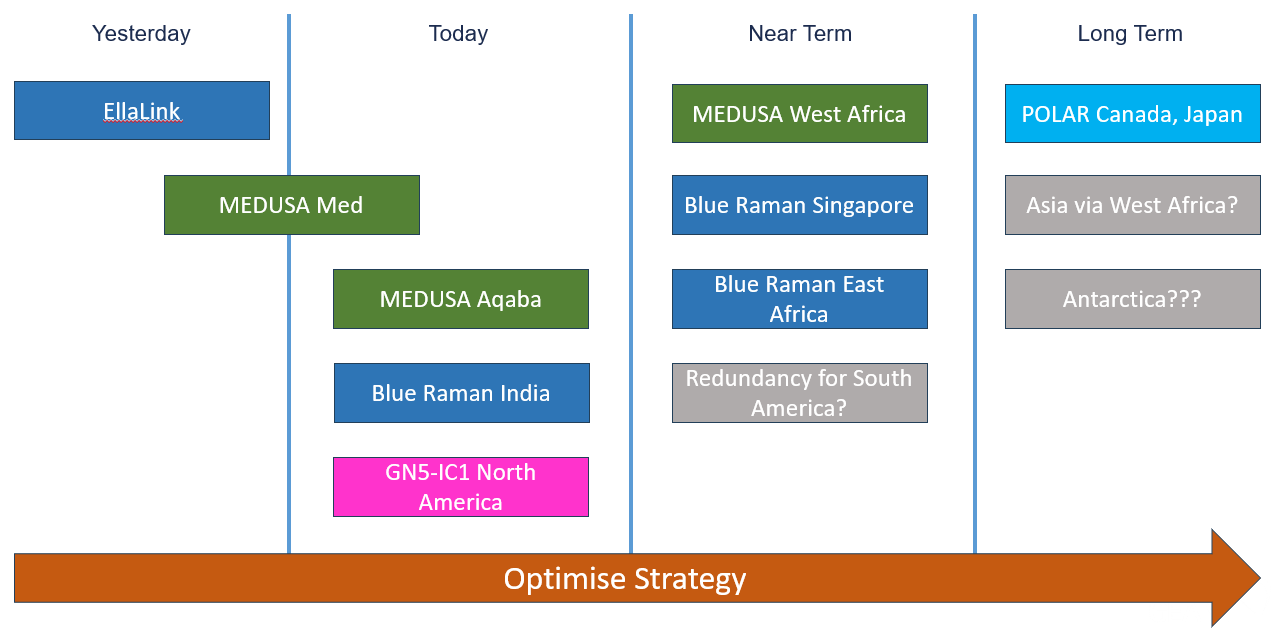 Yesterday
Today
Near Term
Long Term
EllaLink
MEDUSA West Africa
POLAR Canada, Japan
MEDUSA Med
Blue Raman Singapore
Asia via West Africa?
MEDUSA Aqaba
Blue Raman East
Africa
Antarctica???
Blue Raman India
Redundancy for South
America?
GN5-IC1 North
America
Optimise Strategy